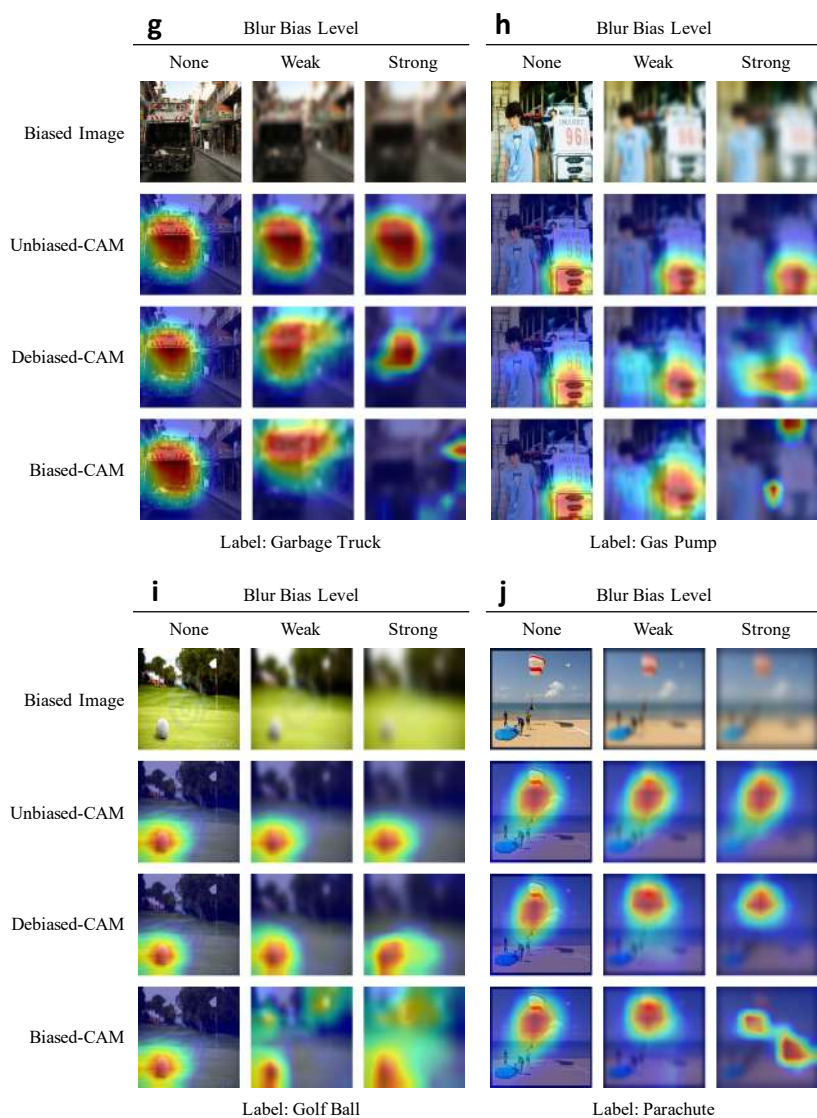 g Blur Bias Level
None Weak Strong
Biased Image
Unbiased-CAM
Debiased-CAM
Biased-CAM
Label: Garbage Truck
h Blur Bias Level
None Weak Strong
96
Label: Gas Pump
i Blur Bias Level
None Weak Strong
Biased Image
Unbiased-CAM
Debiased-CAM
Biased-CAM
Label: Golf Ball
j Blur Bias Level
None Weak Strong
Label: Parachute